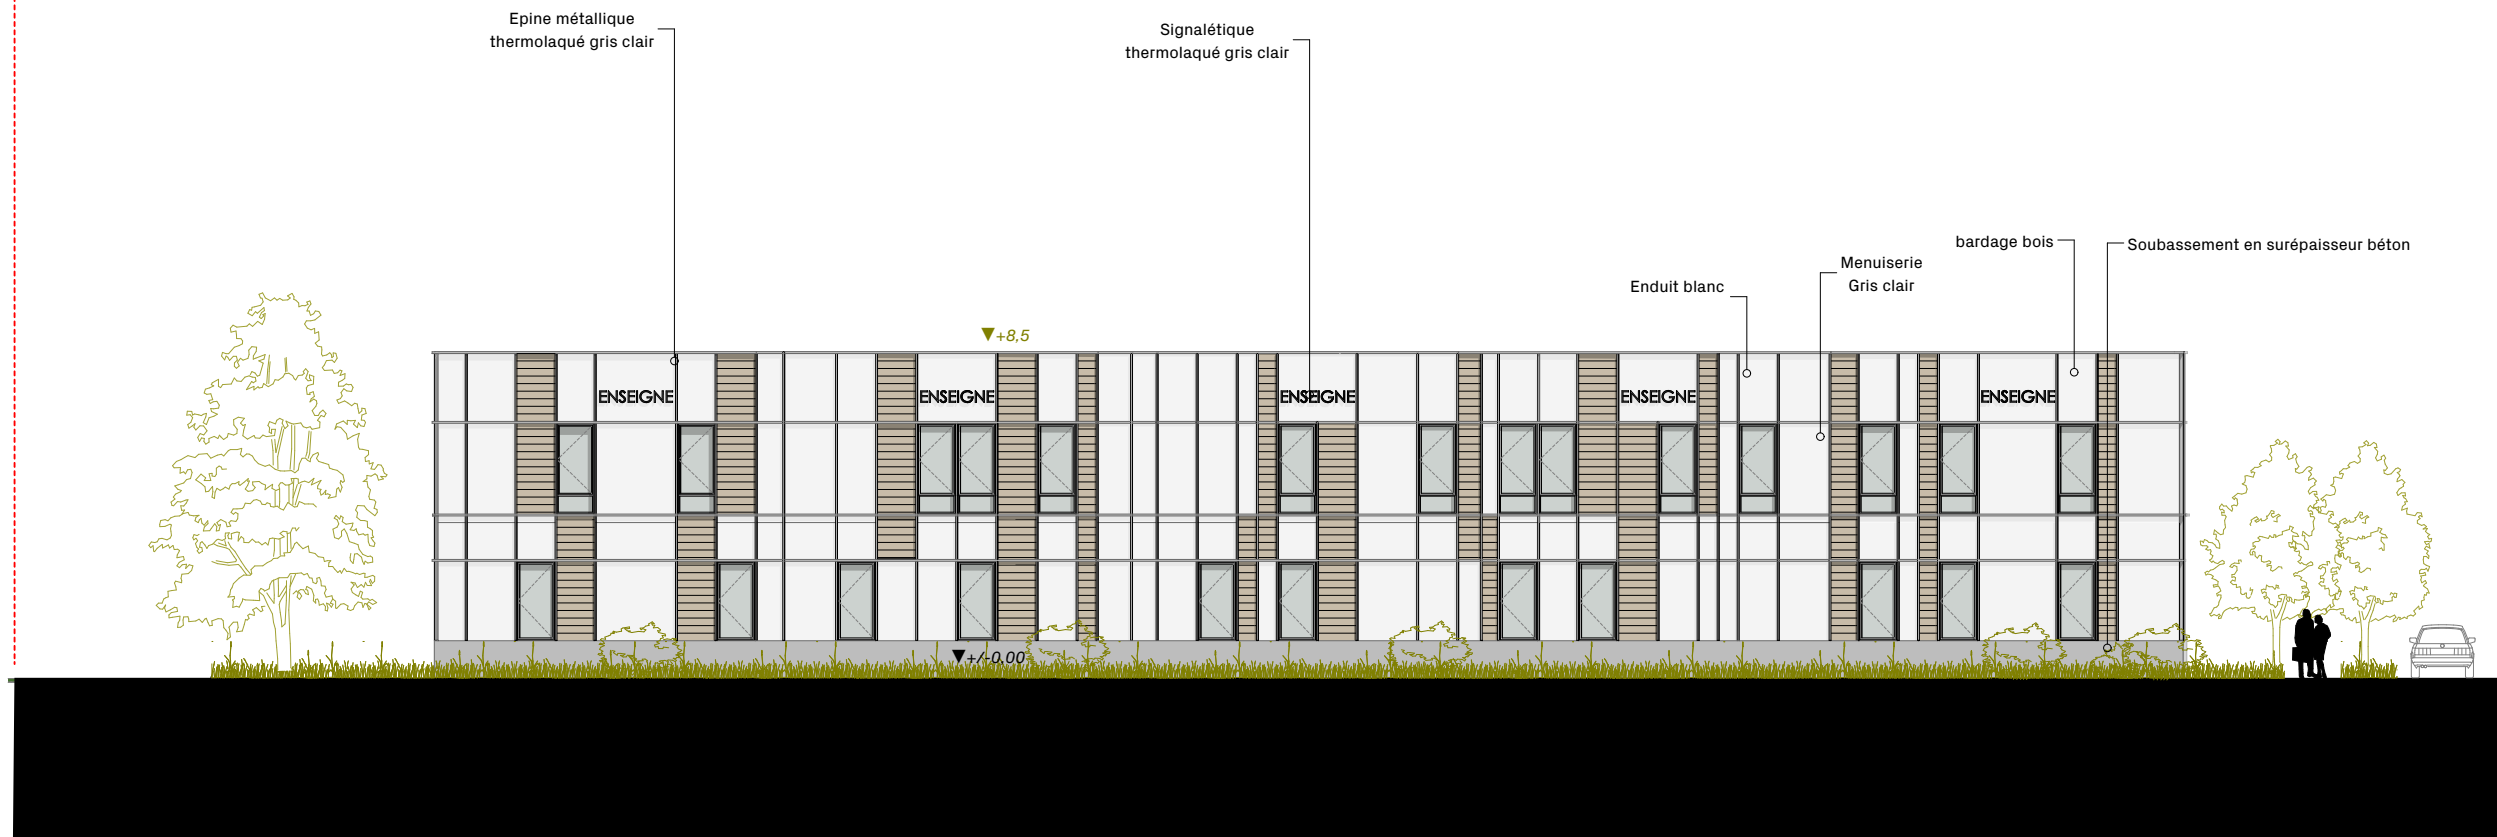 Epine métallique
thermolaqué gris clair
Signalétique
thermolaqué gris clair
bardage bois
Soubassement en surépaisseur béton
Menuiserie
Gris clair
Enduit blanc
+8,5
ENSEIGNE
ENSEIGNE
ENSEIGNE
ENSEIGNE
ENSEIGNE
+/-0,00